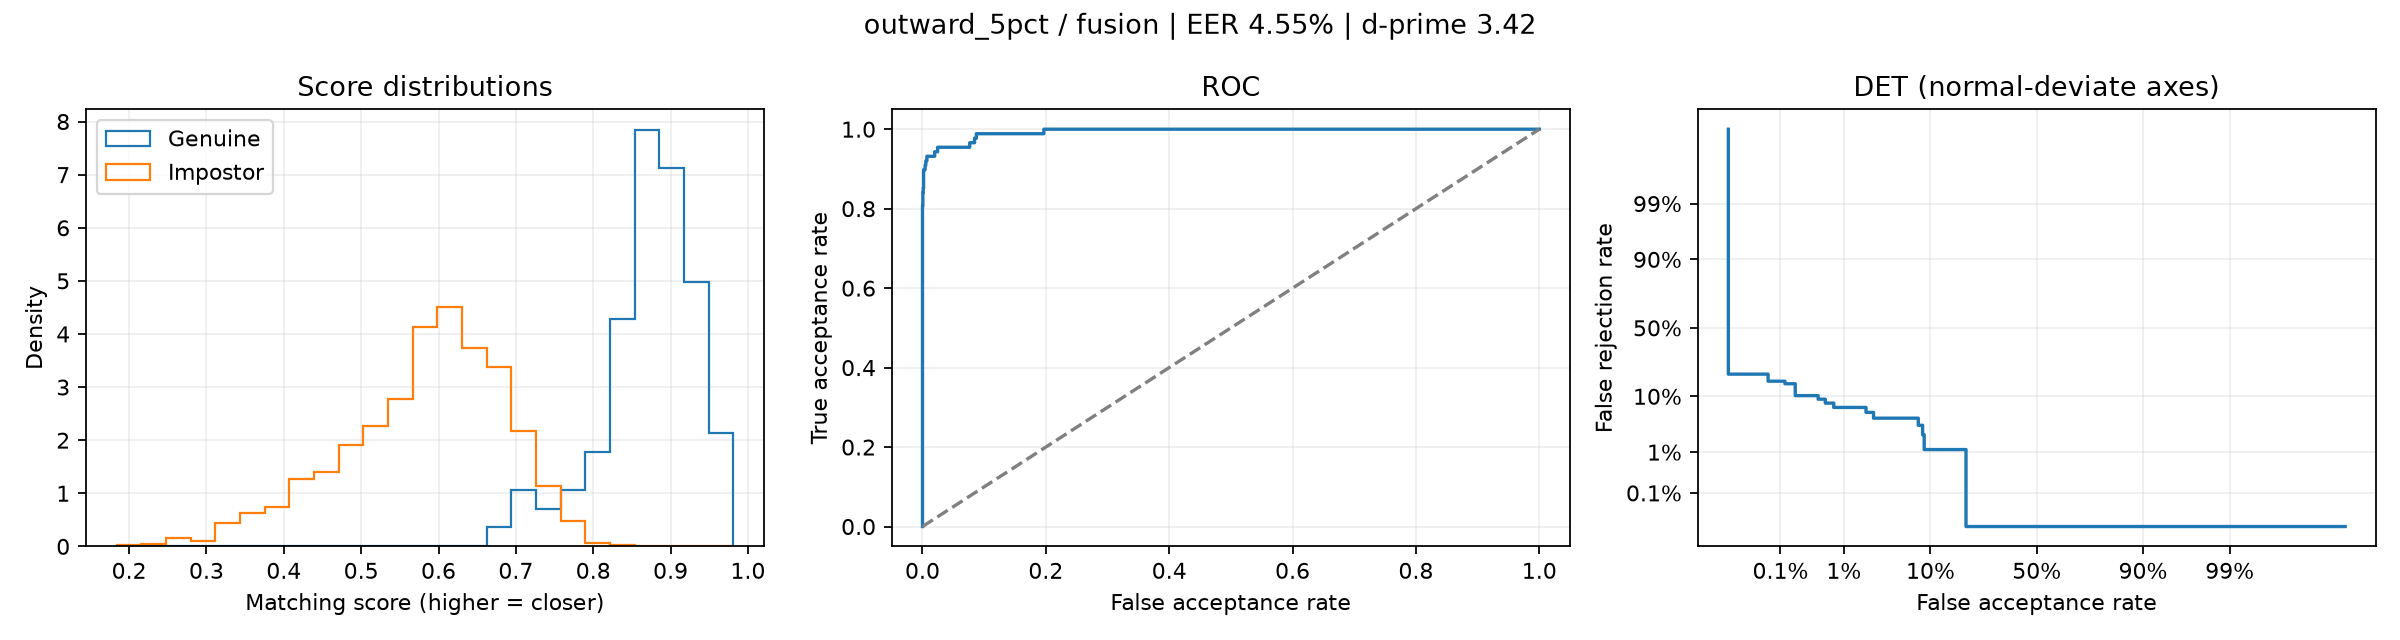 outward_5pct / fusion | EER 4.55% | d-prime 3.42
Score distributions
Genuine
Impostor
8
7
6
5
4
3
2
1
0
Density
0.2 0.3 0.4 0.5 0.6 0.7 0.8 0.9 1.0
Matching score (higher = closer)
ROC
1.0
0.8
0.6
0.4
0.2
0.0
True acceptance rate
0.0 0.2 0.4 0.6 0.8 1.0
False acceptance rate
DET (normal-deviate axes)
99%
90%
50%
10%
1%
0.1%
False rejection rate
0.1% 1% 10% 50% 90% 99%
False acceptance rate